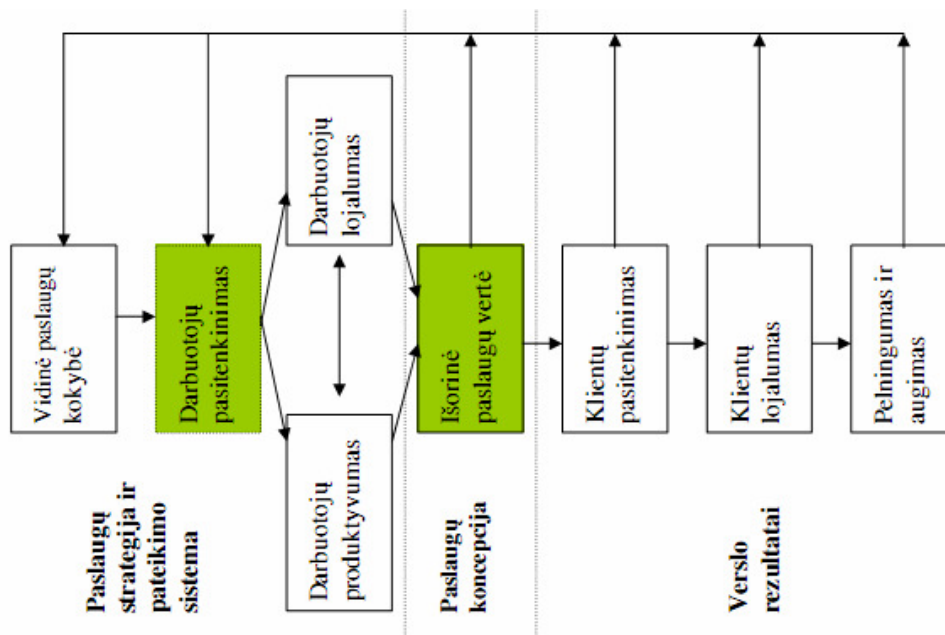 Paslaugų
strategija ir
pateikimo
sistema
Paslaugų
koncepcija
Verslo
rezultatai
Vidinė paslaugų
kokybė
Darbuotojų
pasitenkinimas
Darbuotojų
produktyvumas
Darbuotojų
lojalumas
Išorinė
paslaugų vertė
Klientų
pasitenkinimas
Klientų
lojalumas
Pelningumas ir
augimas